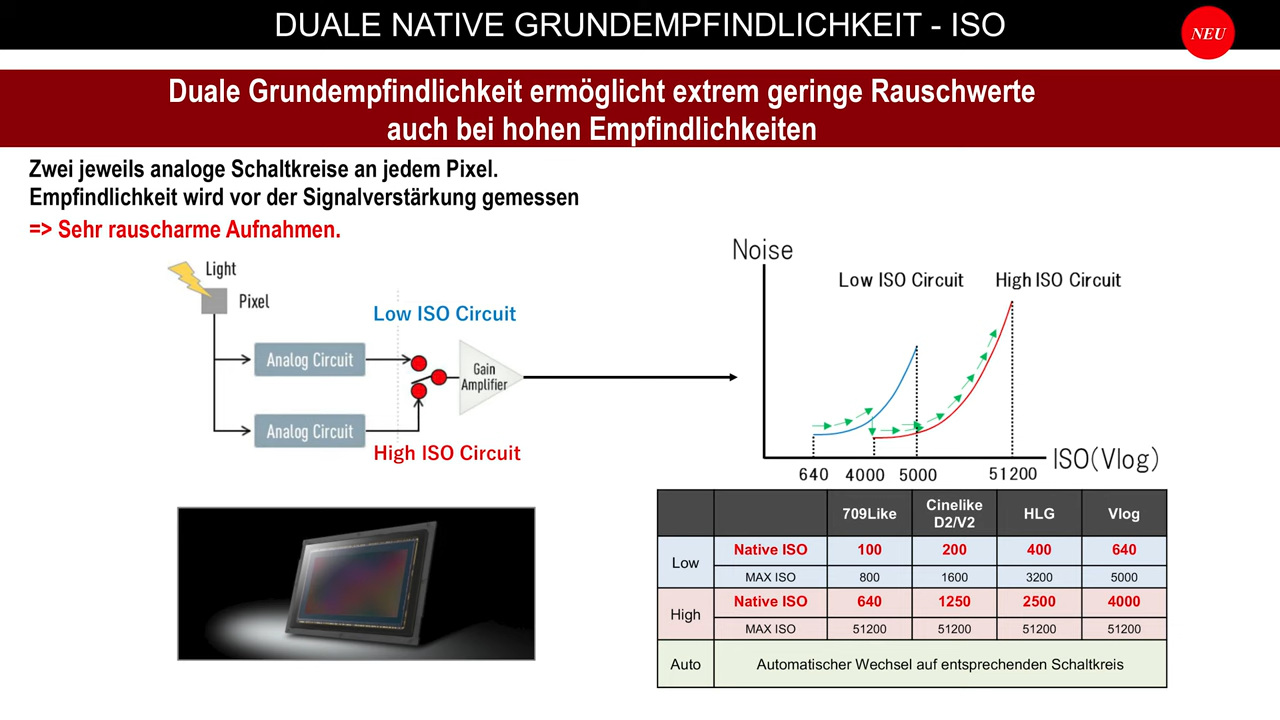 DUALE NATIVE GRUNDEMPFINDLICHKEIT - ISO
NEU
Duale Grundempfindlichkeit ermöglicht extrem geringe Rauschwerte
auch bei hohen Empfindlichkeiten
Zwei jeweils analoge Schaltkreise an jedem Pixel.
Empfindlichkeit wird vor der Signalverstärkung gemessen
=> Sehr rauscharme Aufnahmen.
Light
Pixel
Low ISO Circuit
Analog Circuit
Gain
Amplifier
Analog Circuit
High ISO Circuit
Noise
Low ISO Circuit
High ISO Circuit
ISO(Vlog)
640 4000 5000 51200
709Like Cinelike D2/V2 HLG Vlog
Low Native ISO 100 200 400 640
MAX ISO 800 1600 3200 5000
High Native ISO 640 1250 2500 4000
MAX ISO 51200 51200 51200 51200
Auto Automatischer Wechsel auf entsprechenden Schaltkreis